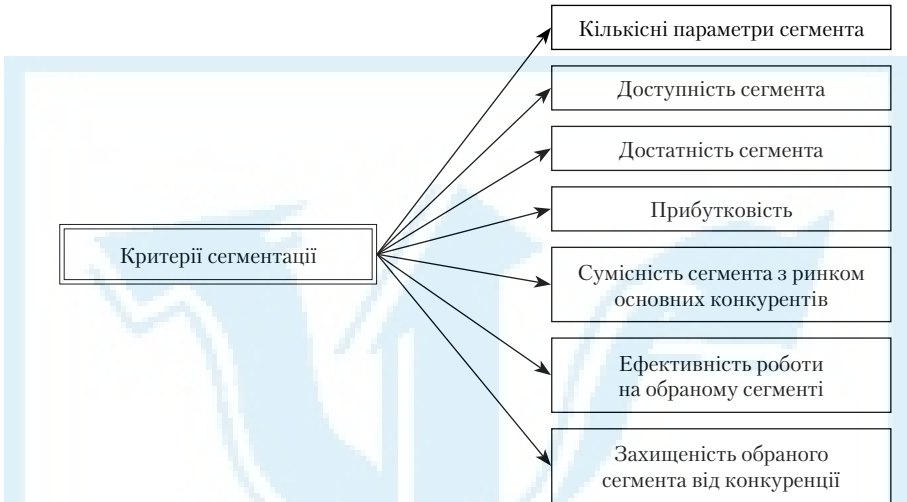 Кількісні параметри сегмента
Доступність сегмента
Достатність сегмента
Прибутковість
Критерії сегментації
Сумісність сегмента з ринком
основних конкурентів
Ефективність роботи
на обраному сегменті
Захищеність обраного
сегмента від конкуренції